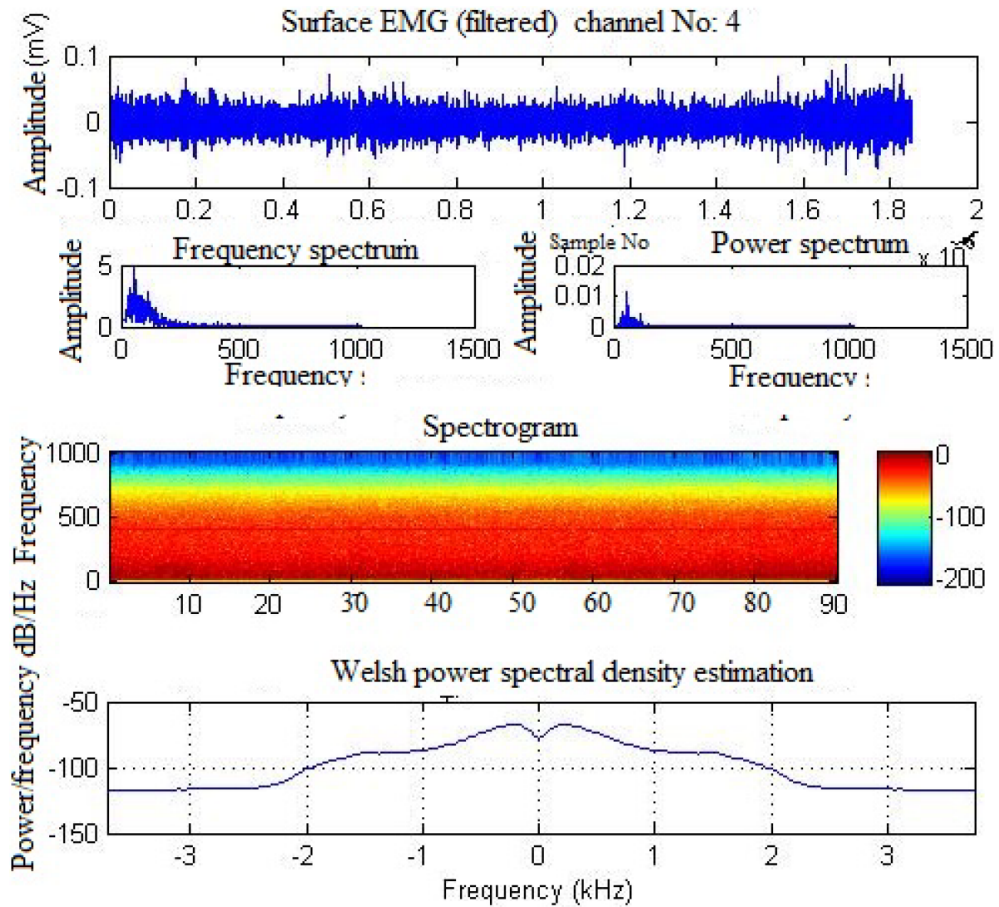 Surface EMG (filtered) channel No: 4
Amplitude (mV)
0.1
0
-0.1
0 0.2 0.4 0.6 0.8 1 1.2 1.4 1.6 1.8 2
Sample No
x 10
Frequency spectrum
Amplitude
5
0
0 500 1000 1500
Frequency :
Power spectrum
Amplitude
0.02
0.01
0
0 500 1000 1500
Frequency :
Spectrogram
Frequency
1000
500
0
10 20 30 40 50 60 70 80 90
0
-100
-200
Welsh power spectral density estimation
Power/frequency dB/Hz
-50
-100
-150
-3 -2 -1 0 1 2 3
Frequency (kHz)